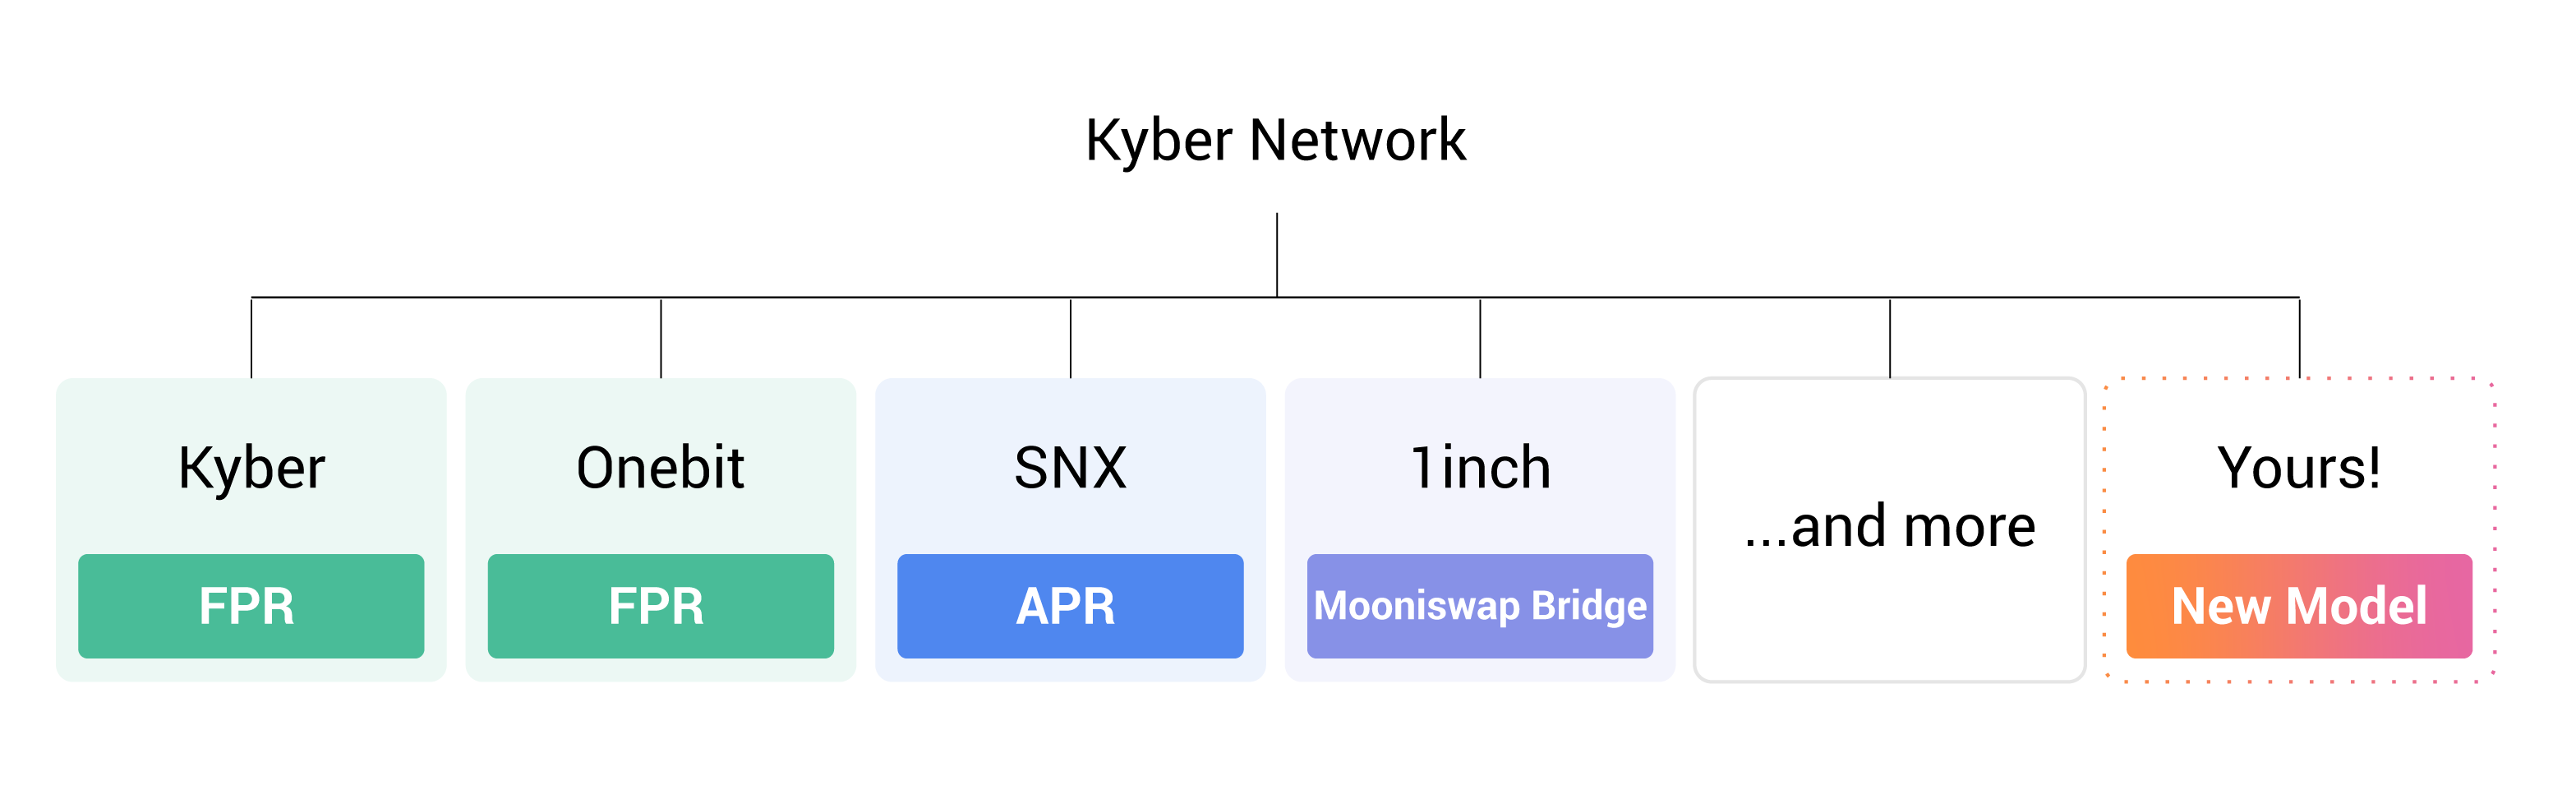 Kyber Network
Kyber
Onebit
SNX
1inch
...and more
Yours!
FPR
FPR
APR
Mooniswap Bridge
New Model